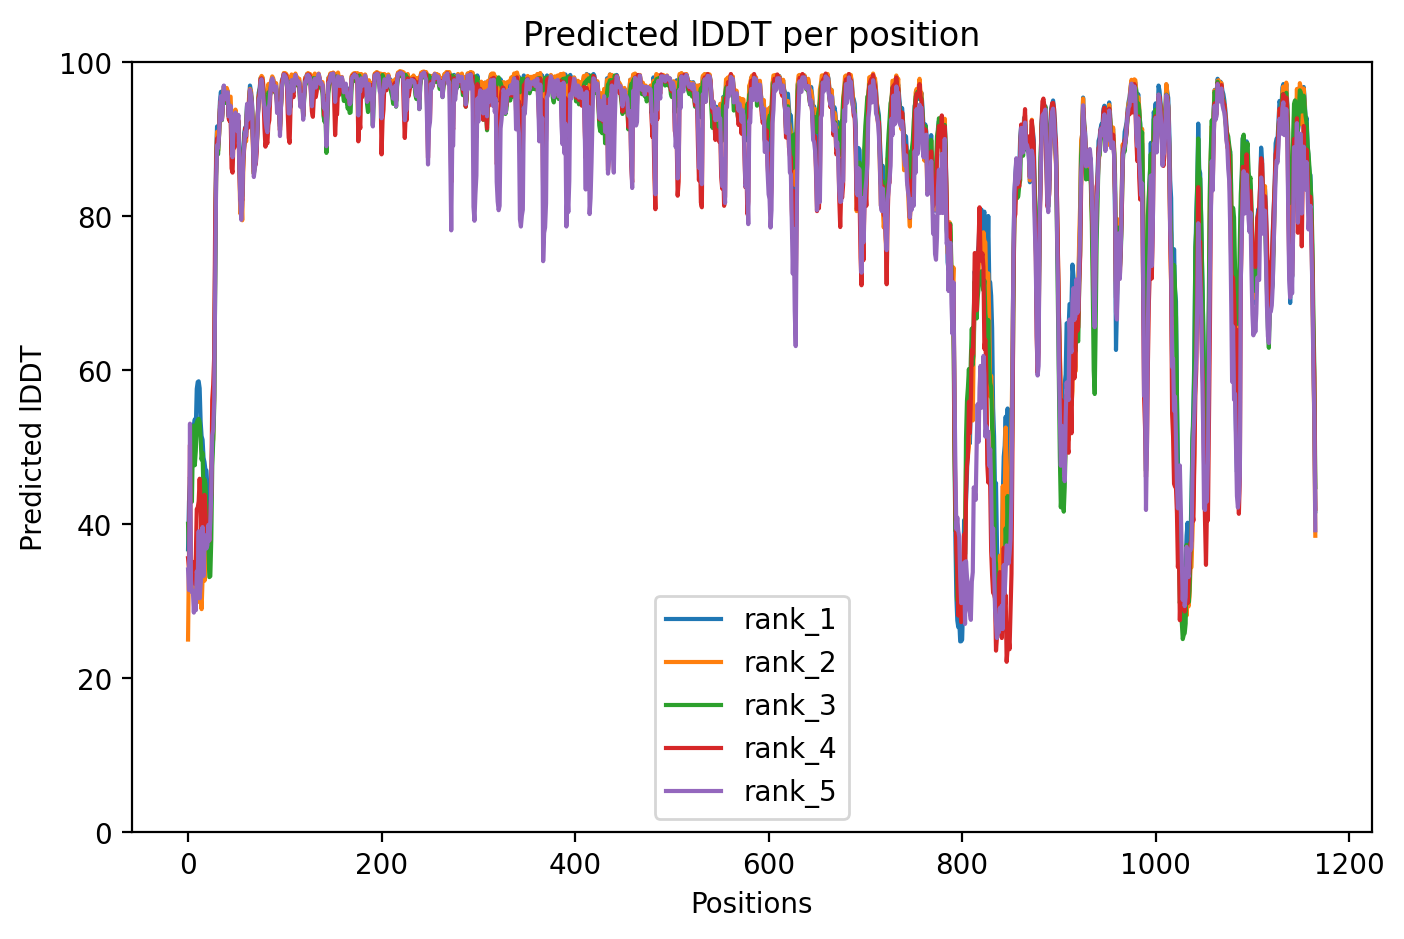 Predicted lDDT per position
100
80
60
40
20
0
Predicted lDDT
0 200 400 600 800 1000 1200
Positions
rank_1
rank_2
rank_3
rank_4
rank_5